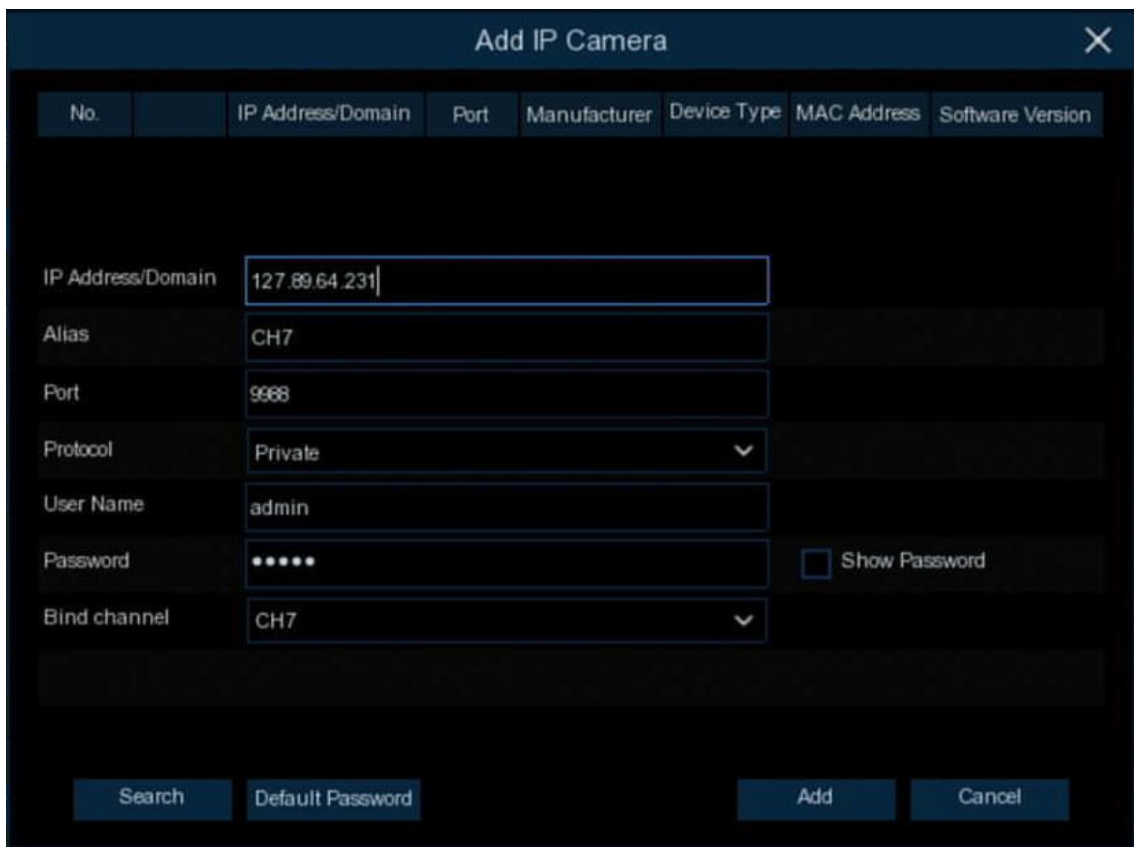 Add IP Camera
No. IP Address/Domain Port Manufacturer Device Type MAC Address Software Version
IP Address/Domain 127.89.64.231
Alias CH7
Port 9988
Protocol Private
User Name admin
Password ••••• Show Password
Bind channel CH7
Search Default Password Add Cancel